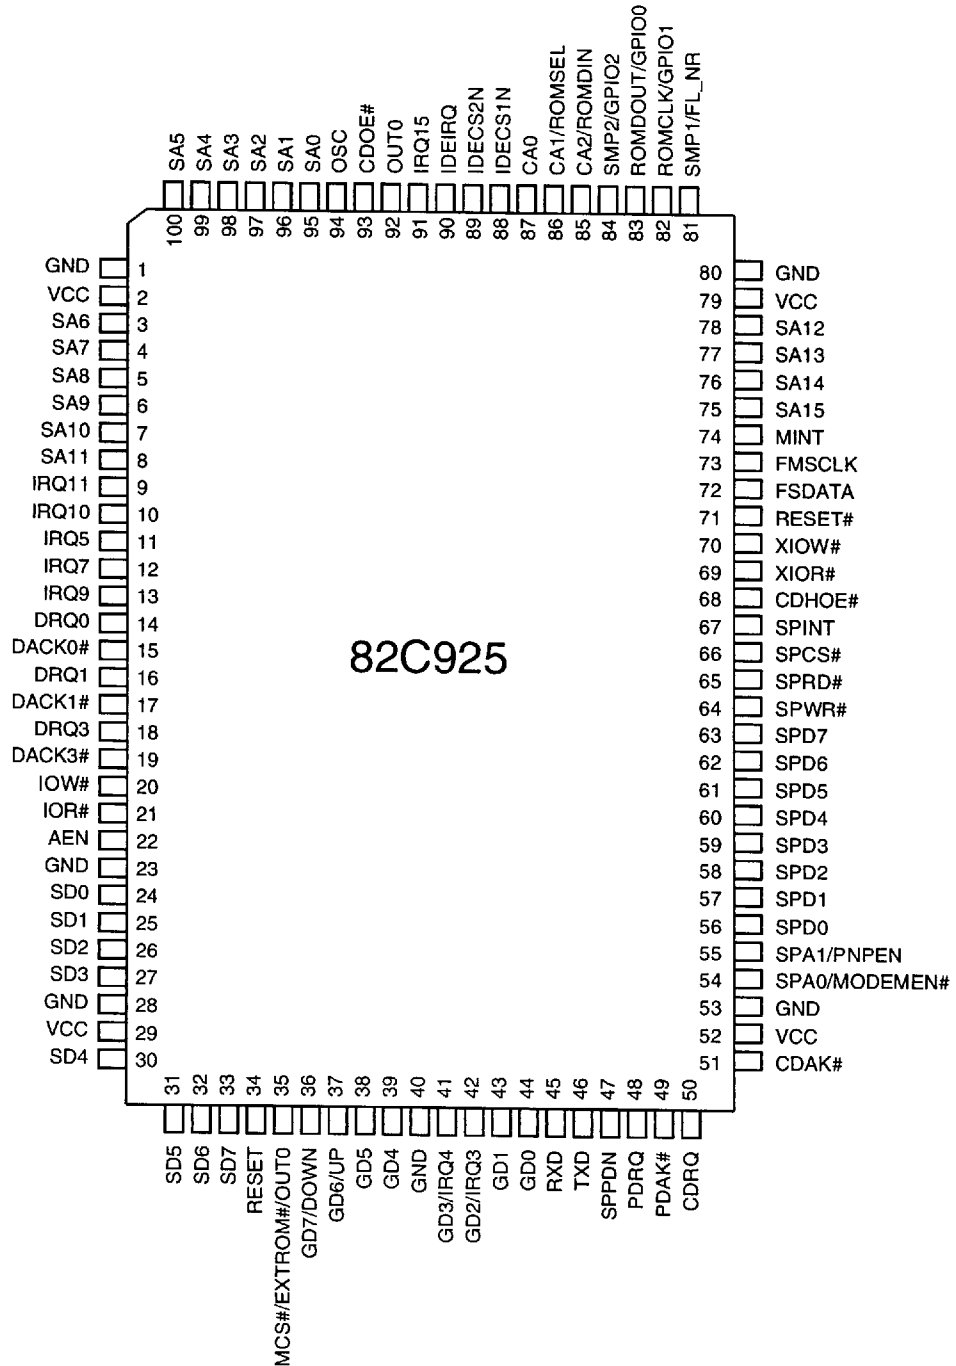 SA5
SA4
SA3
SA2
SA1
SA0
OSC
CDOE#
OUT0
IRQ15
IDEIRQ
IDECS2N
IDECS1N
CA0
CA1/ROMSEL
CA2/ROMDIN
SMP2/GPIO2
ROMDOUT/GPIO0
ROMCLK/GPIO1
SMP1/FL_NR
100
99
98
97
96
95
94
93
92
91
90
89
88
87
86
85
84
83
82
81
GND 1
VCC 2
SA6 3
SA7 4
SA8 5
SA9 6
SA10 7
SA11 8
IRQ11 9
IRQ10 10
IRQ5 11
IRQ7 12
IRQ9 13
DRQ0 14
DACK0# 15
DRQ1 16
DACK1# 17
DRQ3 18
DACK3# 19
IOW# 20
IOR# 21
AEN 22
GND 23
SD0 24
SD1 25
SD2 26
SD3 27
GND 28
VCC 29
SD4 30
82C925
80 GND
79 VCC
78 SA12
77 SA13
76 SA14
75 SA15
74 MINT
73 FMSCLK
72 FSDATA
71 RESET#
70 XIOW#
69 XIOR#
68 CDHOE#
67 SPINT
66 SPCS#
65 SPRD#
64 SPWR#
63 SPD7
62 SPD6
61 SPD5
60 SPD4
59 SPD3
58 SPD2
57 SPD1
56 SPD0
55 SPA1/PNPEN
54 SPA0/MODEMEN#
53 GND
52 VCC
51 CDAK#
31
32
33
34
35
36
37
38
39
40
41
42
43
44
45
46
47
48
49
50
SD5
SD6
SD7
RESET
MCS#/EXTROM#/OUT0
GD7/DOWN
GD6/UP
GD5
GD4
GND
GD3/IRQ4
GD2/IRQ3
GD1
GD0
RXD
TXD
SPPDN
PDRQ
PDAK#
CDRQ